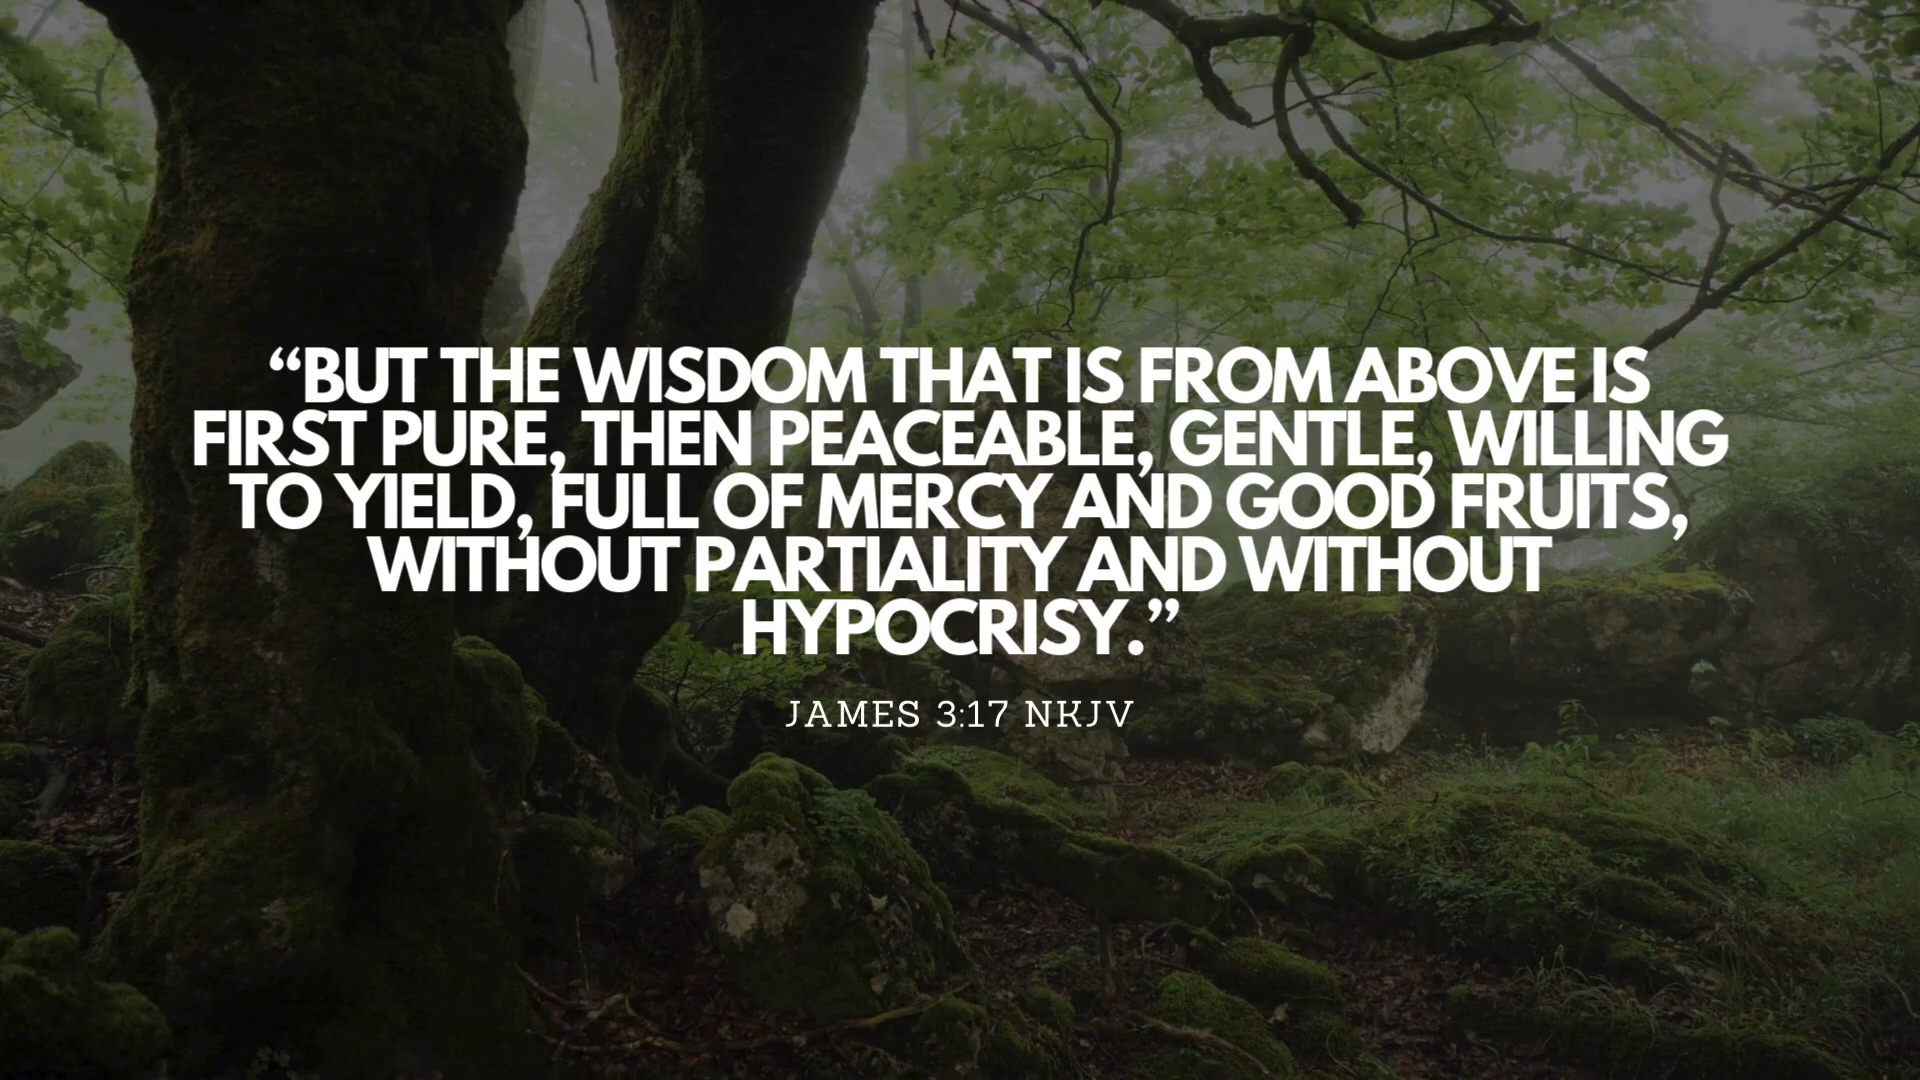 “BUT THE WISDOM THAT IS FROM ABOVE IS
FIRST PURE, THEN PEACEABLE, GENTLE, WILLING
TO YIELD, FULL OF MERCY AND GOOD FRUITS,
WITHOUT PARTIALITY AND WITHOUT
HYPOCRISY.”
JAMES 3:17 NKJV